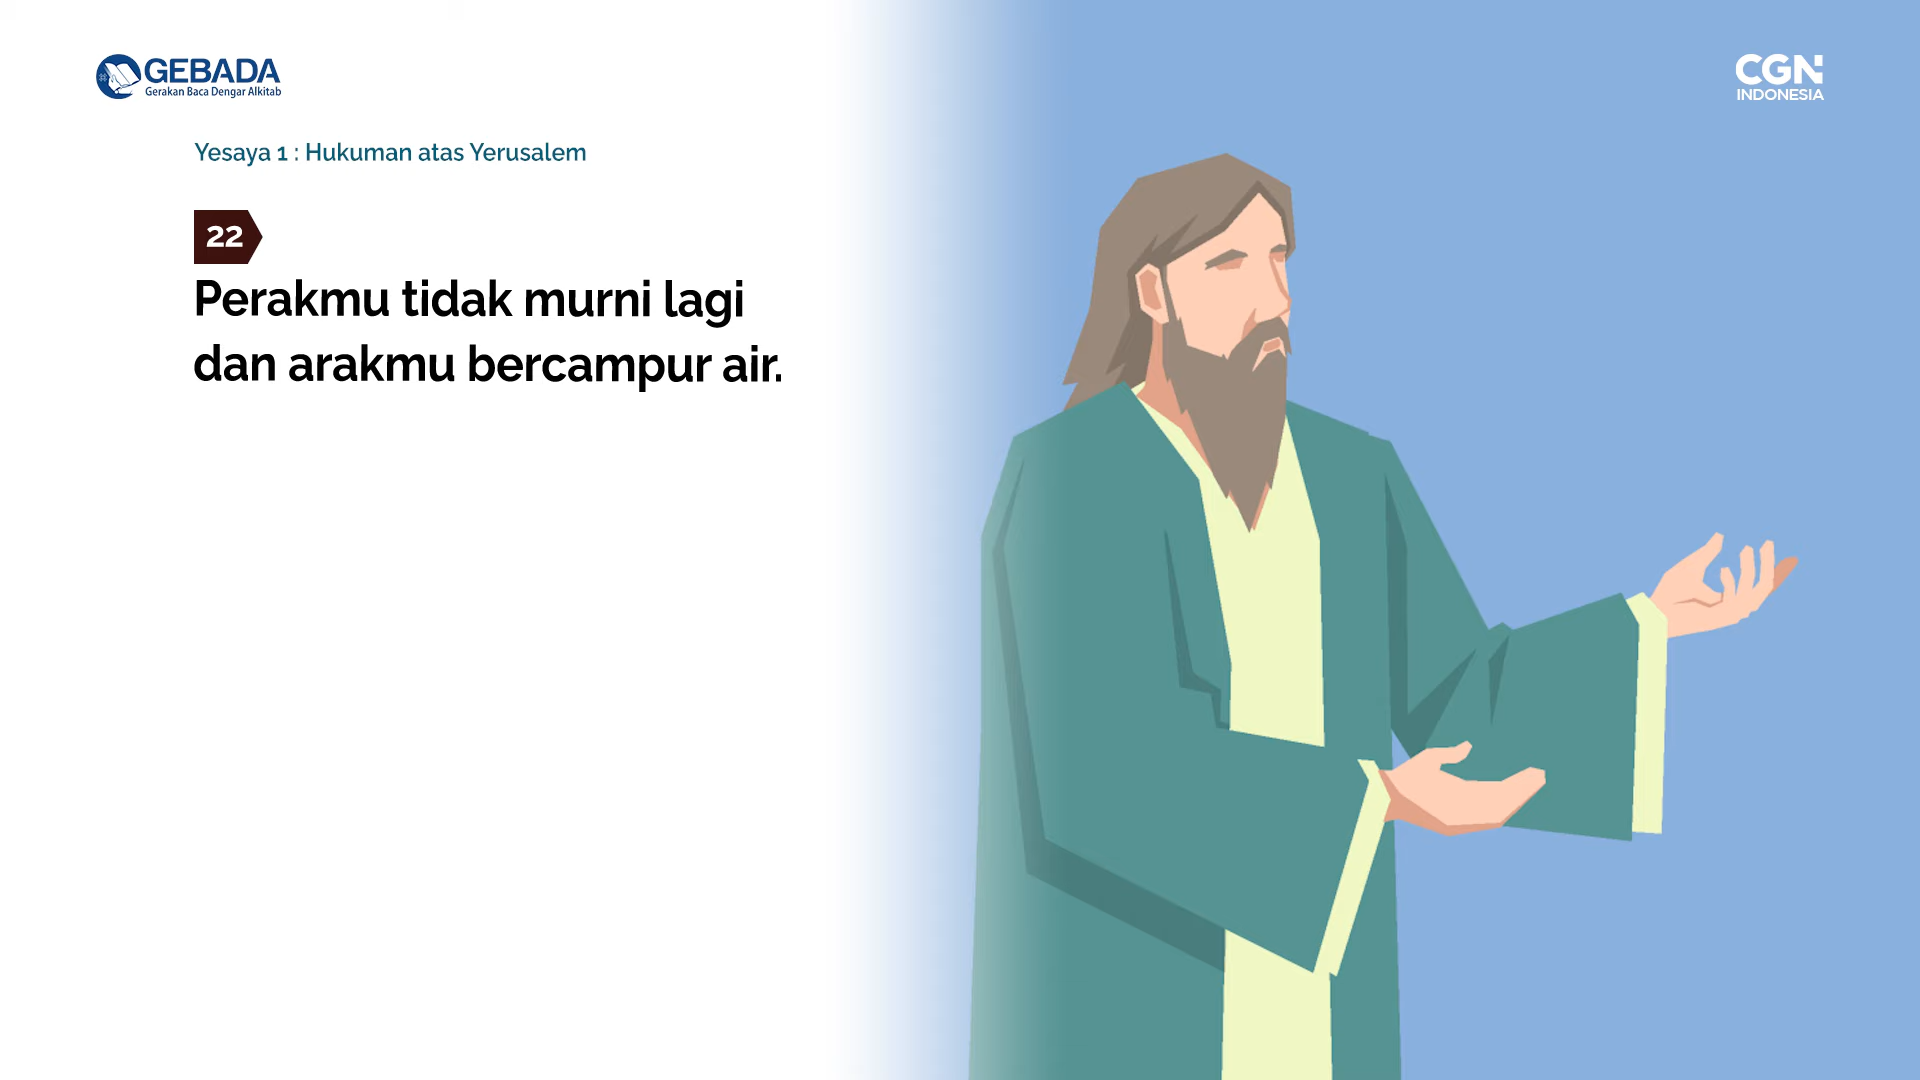 GEBADA
Gerakan Baca Dengar Alkitab
CGN
INDONESIA
Yesaya 1 : Hukuman atas Yerusalem
22
Perakmu tidak murni lagi
dan arakmu bercampur air.